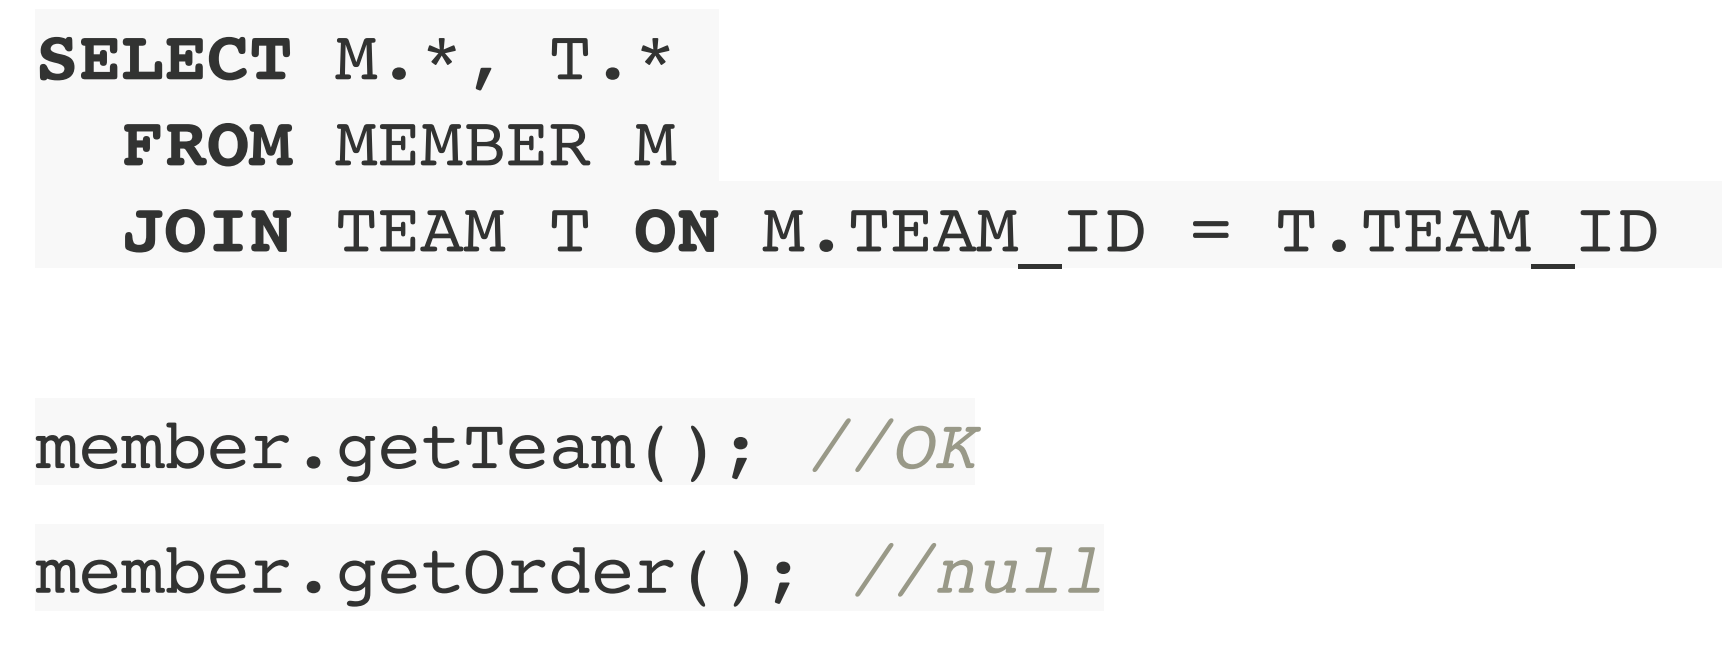 SELECT M.*, T.*
  FROM MEMBER M
  JOIN TEAM T ON M.TEAM_ID = T.TEAM_ID
member.getTeam(); //OK
member.getOrder(); //null